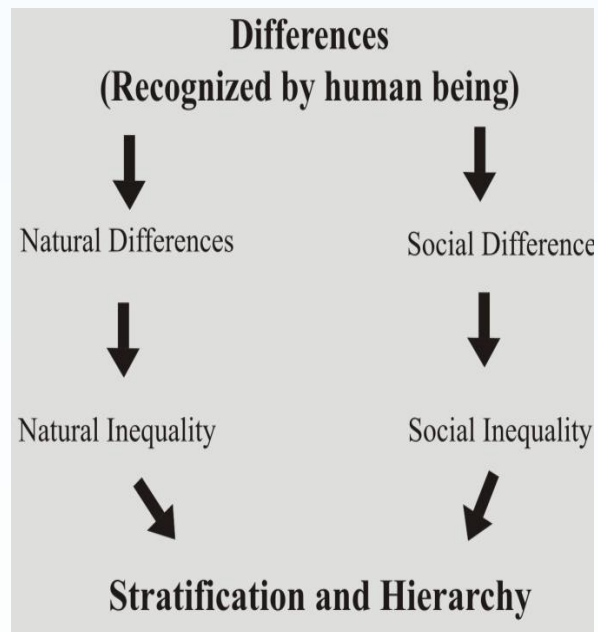 Differences
(Recognized by human being)
Natural Differences
Social Difference
Natural Inequality
Social Inequality
Stratification and Hierarchy